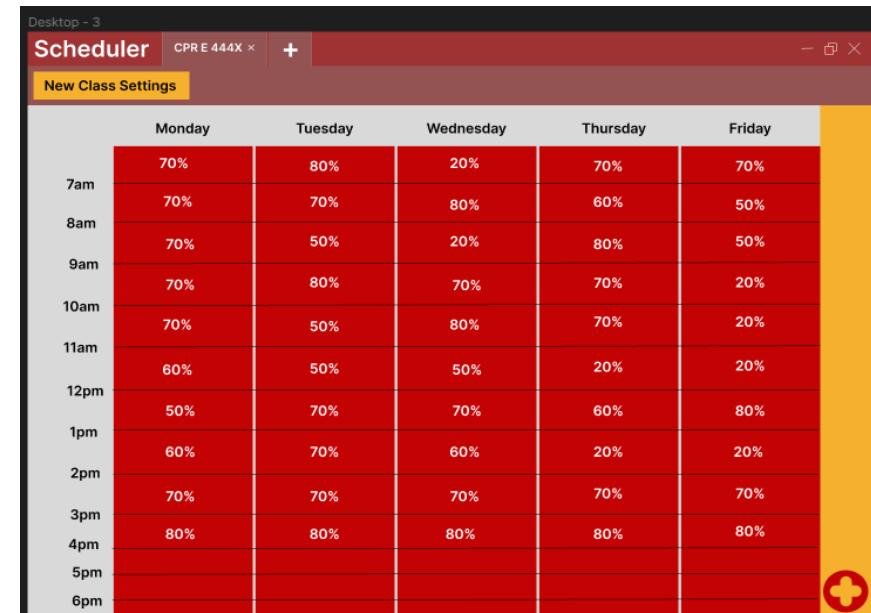 Desktop - 3
Scheduler CPR E 444X × +
New Class Settings
Monday Tuesday Wednesday Thursday Friday
70% 80% 20% 70% 70%
7am
70% 70% 80% 60% 50%
8am
70% 50% 20% 80% 50%
9am
70% 80% 70% 70% 20%
10am
70% 50% 80% 70% 20%
11am
60% 50% 50% 20% 20%
12pm
50% 70% 70% 60% 80%
1pm
60% 70% 60% 20% 20%
2pm
70% 70% 70% 70% 70%
3pm
80% 80% 80% 80% 80%
4pm
5pm
6pm